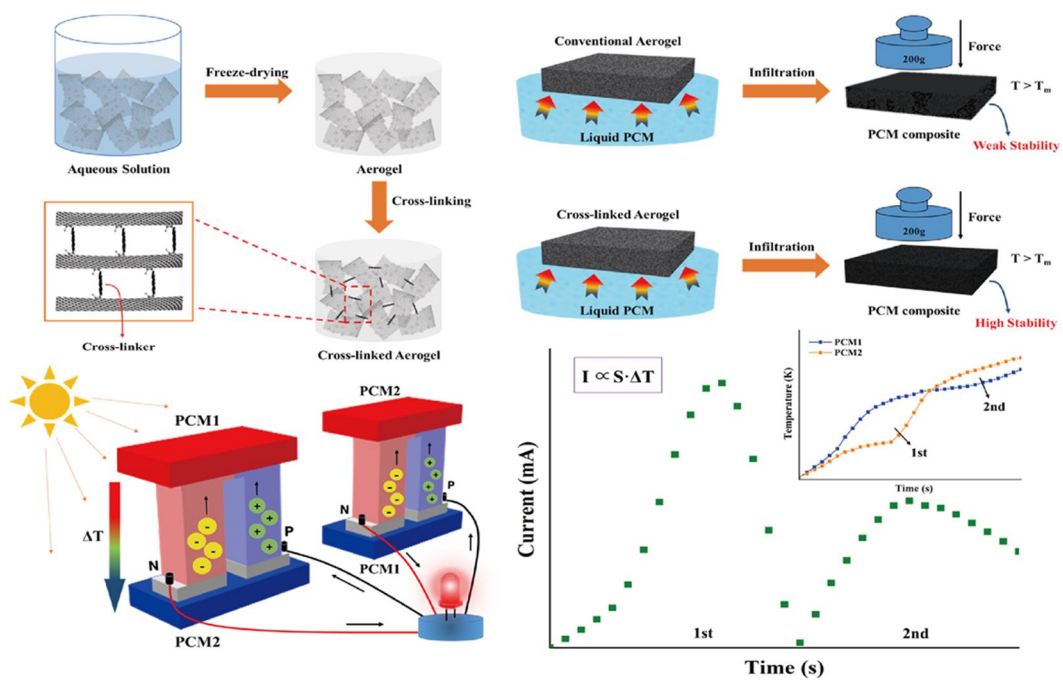 Freeze-drying
Aqueous Solution
Aerogel
Cross-linking
Cross-linker
Cross-linked Aerogel
Conventional Aerogel
Liquid PCM
Infiltration
200g
Force
T > Tm
PCM composite
Weak Stability
Cross-linked Aerogel
Liquid PCM
Infiltration
200g
Force
T > Tm
PCM composite
High Stability
PCM1
ΔT
N
P
PCM2
PCM2
N
P
PCM1
I ∝ S·ΔT
Current (mA)
1st
2nd
Time (s)
PCM1
PCM2
Temperature (K)
1st
2nd
Time (s)